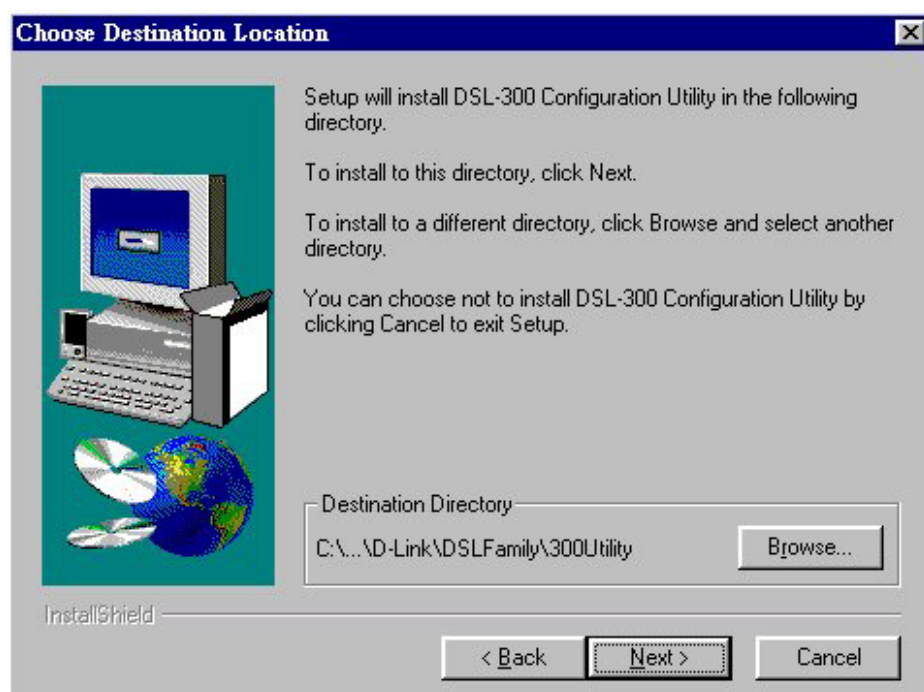 Choose Destination Location
Setup will install DSL-300 Configuration Utility in the following
directory.
To install to this directory, click Next.
To install to a different directory, click Browse and select another
directory.
You can choose not to install DSL-300 Configuration Utility by
clicking Cancel to exit Setup.
Destination Directory
C:\...\D-Link\DSLFamily\300Utility
Browse...
InstallShield
< Back
Next >
Cancel